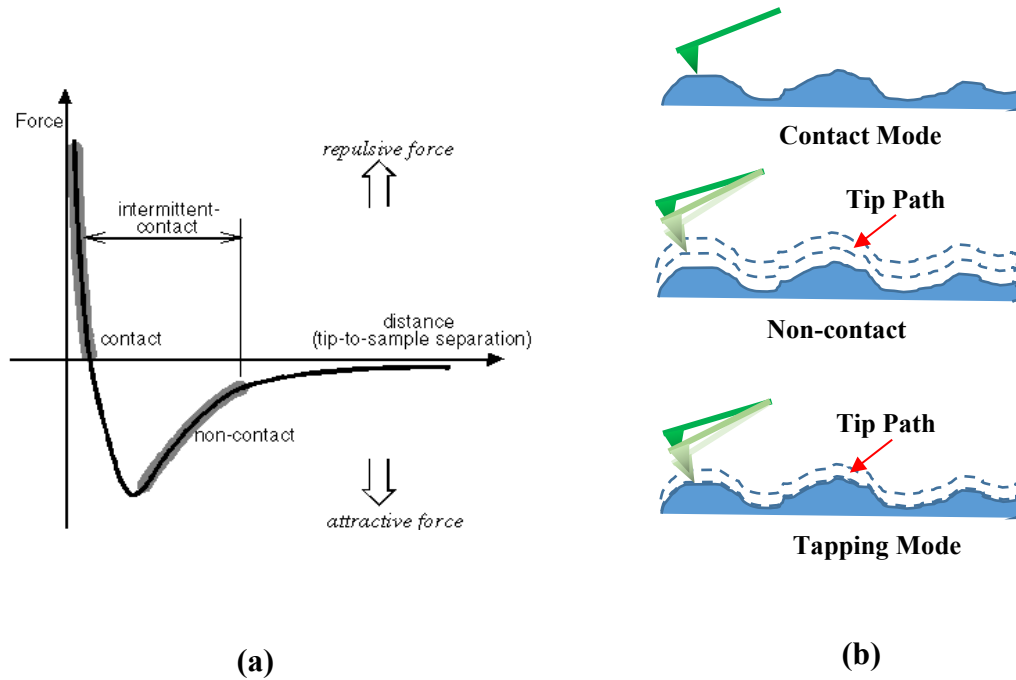 Force
repulsive force
intermittent-
contact
contact
distance
(tip-to-sample separation)
non-contact
attractive force
(a)
Contact Mode
Tip Path
Non-contact
Tip Path
Tapping Mode
(b)